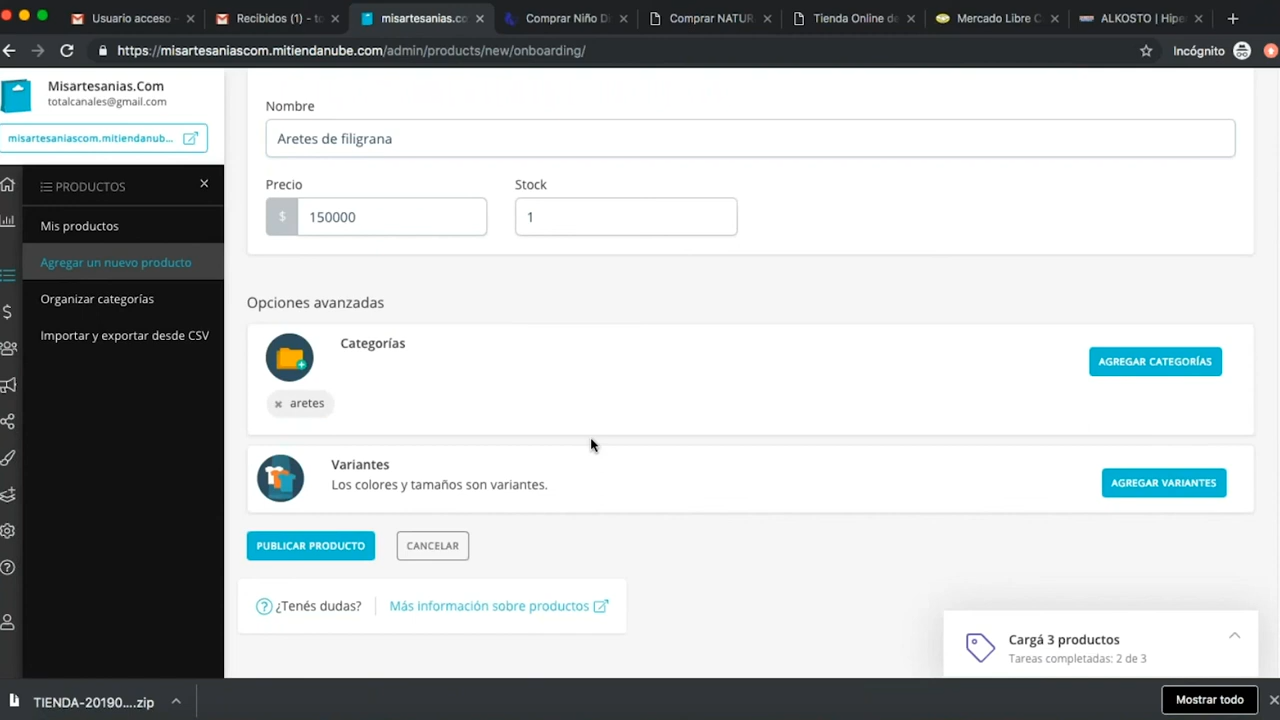 Usuario acceso
Recibidos (1) - to
misartesanias.co
Comprar Niño D
Comprar NATUR
Tienda Online de
Mercado Libre C
ALKOSTO | Hipe
https://misartesaniascom.mitiendanube.com/admin/products/new/onboarding/
Incógnito
Misartesanias.Com
totalcanales@gmail.com
misartesaniascom.mitiendanub...
PRODUCTOS
Mis productos
Agregar un nuevo producto
Organizar categorías
Importar y exportar desde CSV
Nombre
Aretes de filigrana
Precio
Stock
$ 150000
1
Opciones avanzadas
Categorías
AGREGAR CATEGORÍAS
aretes
Variantes
Los colores y tamaños son variantes.
AGREGAR VARIANTES
PUBLICAR PRODUCTO
CANCELAR
¿Tenés dudas?
Más información sobre productos
Cargá 3 productos
Tareas completadas: 2 de 3
TIENDA-20190....zip
Mostrar todo